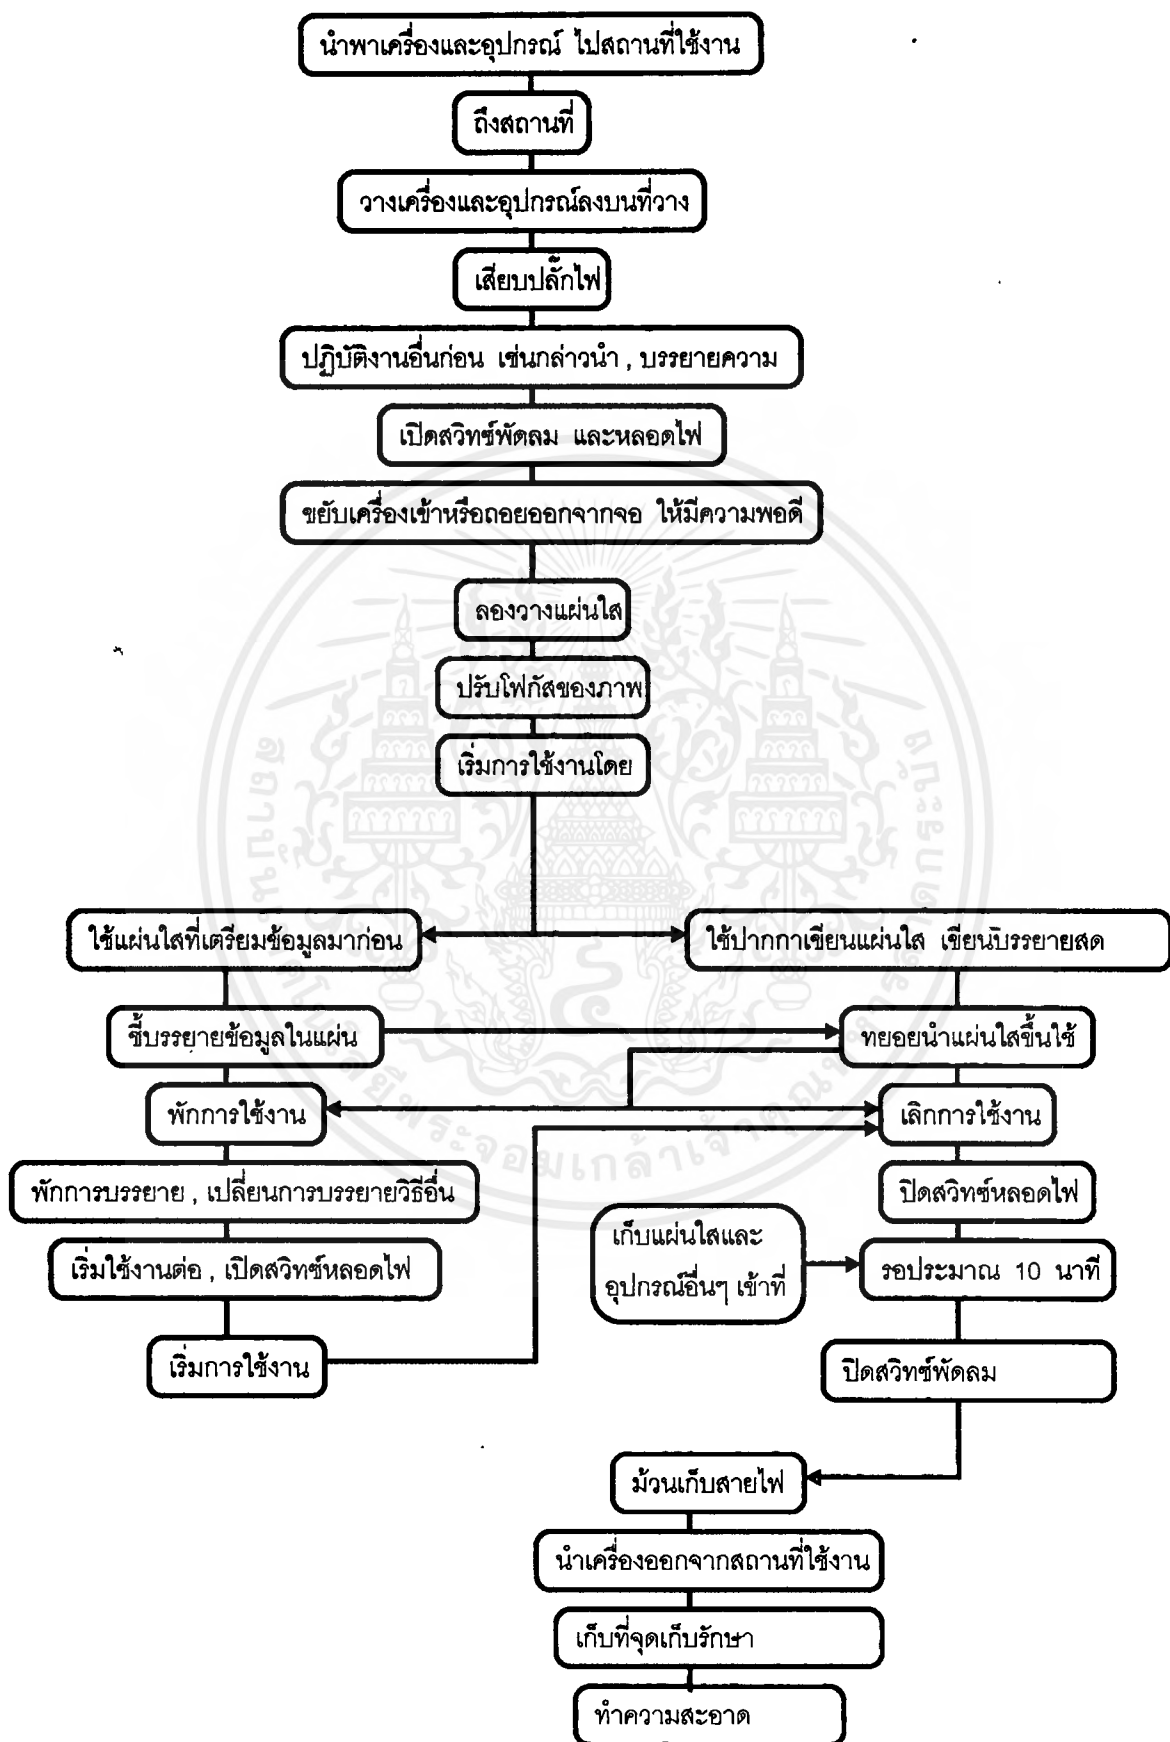 นำพาเครื่องและอุปกรณ์ ไปสถานที่ใช้งาน
ถึงสถานที่
วางเครื่องและอุปกรณ์ลงบนที่วาง
เสียบปลั๊กไฟ
ปฏิบัติงานอื่นก่อน เช่นกล่าวนำ , บรรยายความ
เปิดสวิทซ์พัดลม และหลอดไฟ
ขยับเครื่องเข้าหรือถอยออกจากจอ ให้มีความพอดี
ลองวางแผ่นใส
ปรับโฟกัสของภาพ
เริ่มการใช้งานโดย
ใช้แผ่นใสที่เตรียมข้อมูลมาก่อน
ใช้ปากกาเขียนแผ่นใส เขียนบรรยายสด
ชี้บรรยายข้อมูลในแผ่น
ทยอยนำแผ่นใสขึ้นใช้
พักการใช้งาน
เลิกการใช้งาน
พักการบรรยาย , เปลี่ยนการบรรยายวิธีอื่น
ปิดสวิทซ์หลอดไฟ
เริ่มใช้งานต่อ , เปิดสวิทซ์หลอดไฟ
เก็บแผ่นใสและ
อุปกรณ์อื่นๆ เข้าที่
รอประมาณ 10 นาที
เริ่มการใช้งาน
ปิดสวิทซ์พัดลม
ม้วนเก็บสายไฟ
นำเครื่องออกจากสถานที่ใช้งาน
เก็บที่จุดเก็บรักษา
ทำความสะอาด